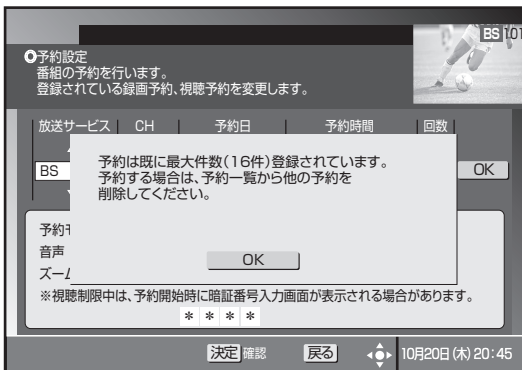 BS 101
予約設定
番組の予約を行います。
登録されている録画予約、視聴予約を変更します。
放送サービス CH 予約日 予約時間 回数
BS OK
予約は既に最大件数(16件)登録されています。
予約する場合は、予約一覧から他の予約を
削除してください。
OK
予約モ
音声
ズーム
※視聴制限中は、予約開始時に暗証番号入力画面が表示される場合があります。
＊ ＊ ＊ ＊
決定 確認 戻る 10月20日(木) 20:45